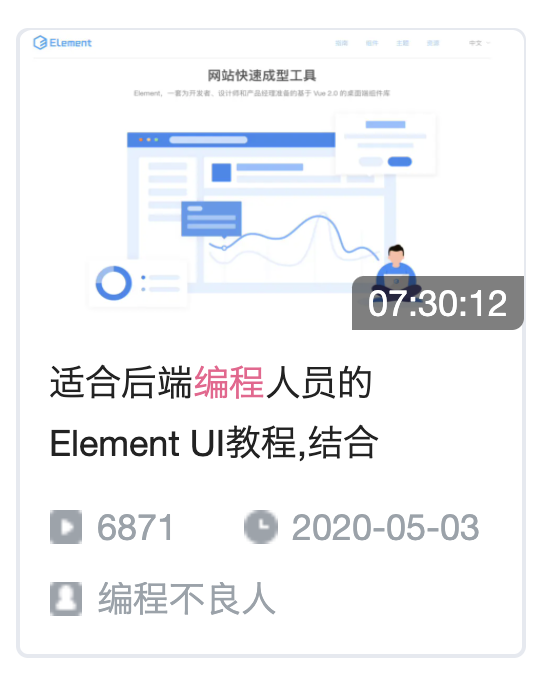 ELement
指南 组件 主题 资源 中文
网站快速成型工具
Element，一套为开发者、设计师和产品经理准备的基于 Vue 2.0 的桌面端组件库
07:30:12
适合后端编程人员的
Element UI教程,结合
6871 2020-05-03
编程不良人